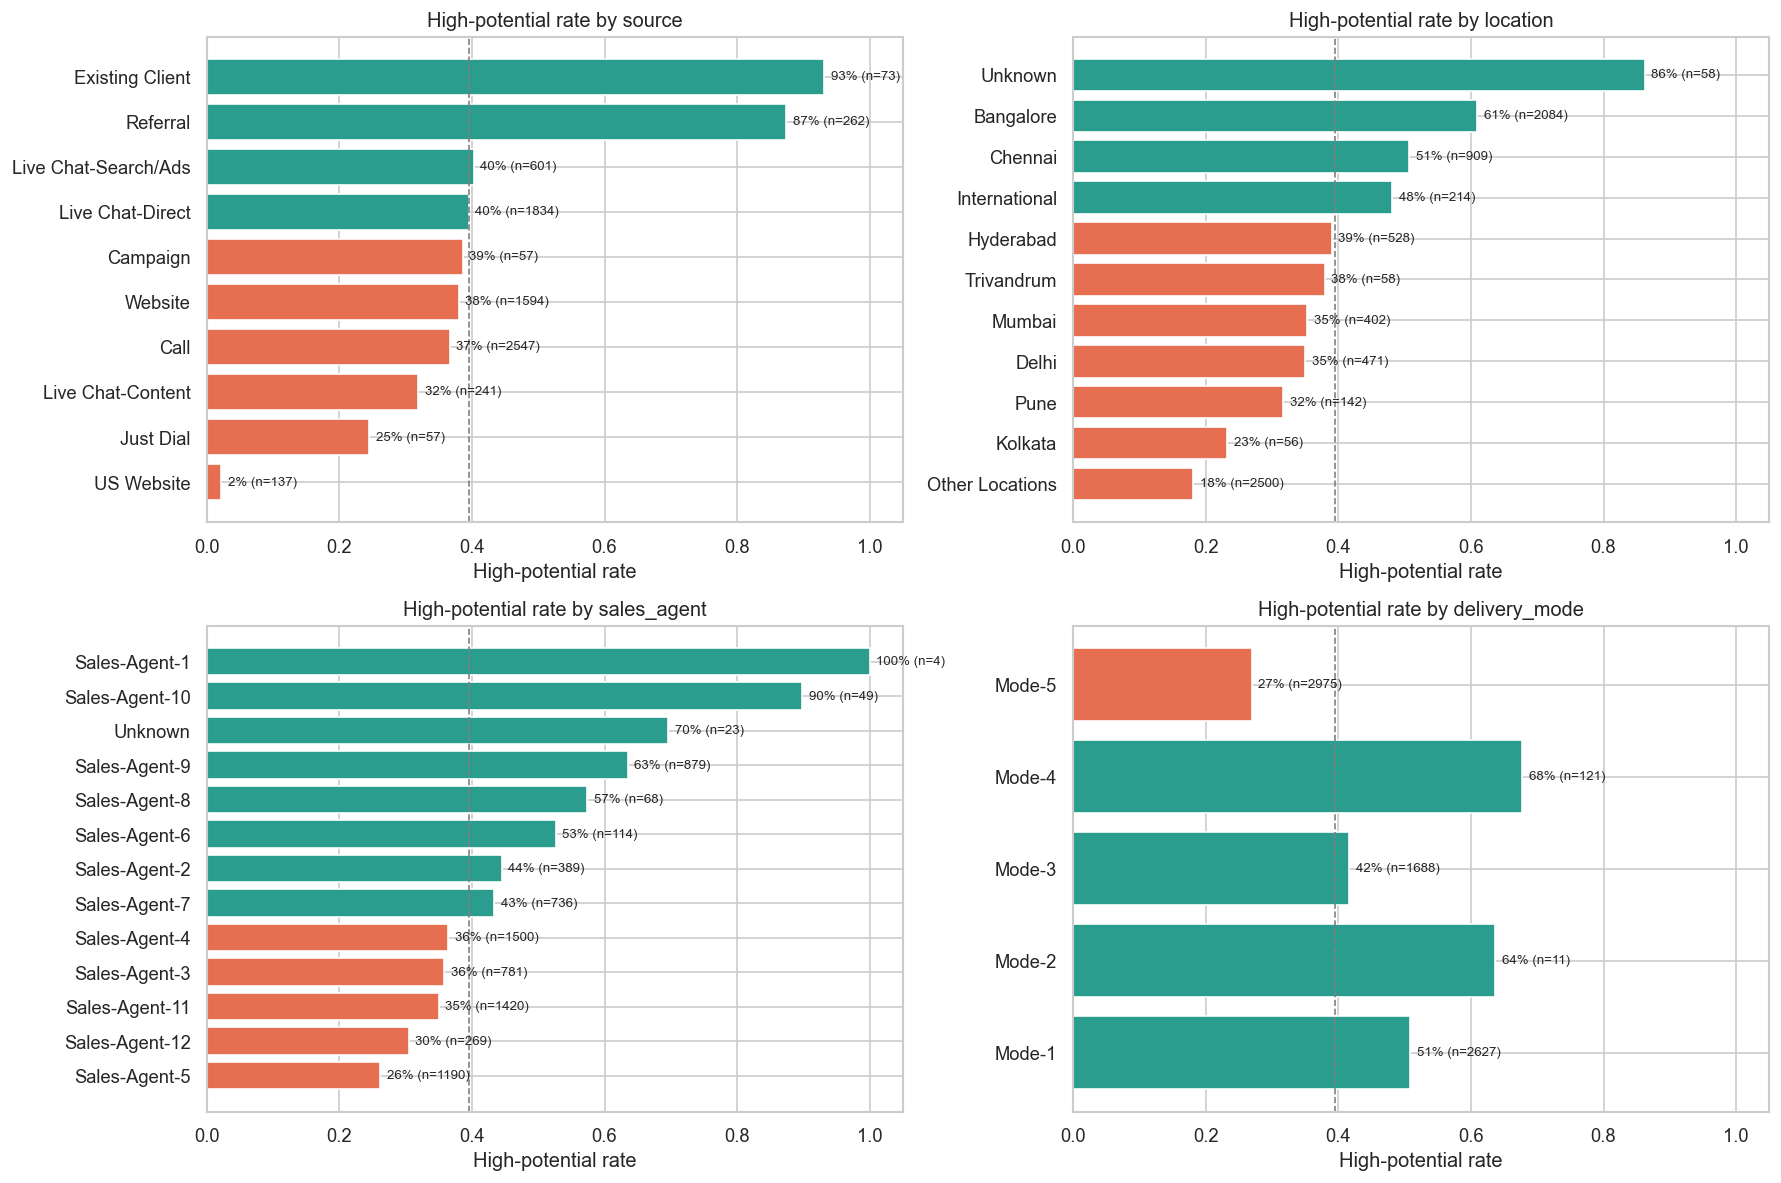 High-potential rate by source
Existing Client 93% (n=73)
Referral 87% (n=262)
Live Chat-Search/Ads 40% (n=601)
Live Chat-Direct 40% (n=1834)
Campaign 39% (n=57)
Website 38% (n=1594)
Call 37% (n=2547)
Live Chat-Content 32% (n=241)
Just Dial 25% (n=57)
US Website 2% (n=137)
0.0 0.2 0.4 0.6 0.8 1.0
High-potential rate
High-potential rate by location
Unknown 86% (n=58)
Bangalore 61% (n=2084)
Chennai 51% (n=909)
International 48% (n=214)
Hyderabad 39% (n=528)
Trivandrum 38% (n=58)
Mumbai 35% (n=402)
Delhi 35% (n=471)
Pune 32% (n=142)
Kolkata 23% (n=56)
Other Locations 18% (n=2500)
0.0 0.2 0.4 0.6 0.8 1.0
High-potential rate
High-potential rate by sales_agent
Sales-Agent-1 100% (n=4)
Sales-Agent-10 90% (n=49)
Unknown 70% (n=23)
Sales-Agent-9 63% (n=879)
Sales-Agent-8 57% (n=68)
Sales-Agent-6 53% (n=114)
Sales-Agent-2 44% (n=389)
Sales-Agent-7 43% (n=736)
Sales-Agent-4 36% (n=1500)
Sales-Agent-3 36% (n=781)
Sales-Agent-11 35% (n=1420)
Sales-Agent-12 30% (n=269)
Sales-Agent-5 26% (n=1190)
0.0 0.2 0.4 0.6 0.8 1.0
High-potential rate
High-potential rate by delivery_mode
Mode-5 27% (n=2975)
Mode-4 68% (n=121)
Mode-3 42% (n=1688)
Mode-2 64% (n=11)
Mode-1 51% (n=2627)
0.0 0.2 0.4 0.6 0.8 1.0
High-potential rate